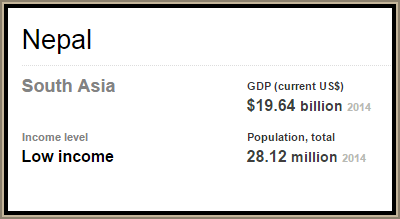 Nepal
South Asia
GDP (current US$)
$19.64 billion 2014
Income level
Low income
Population, total
28.12 million 2014